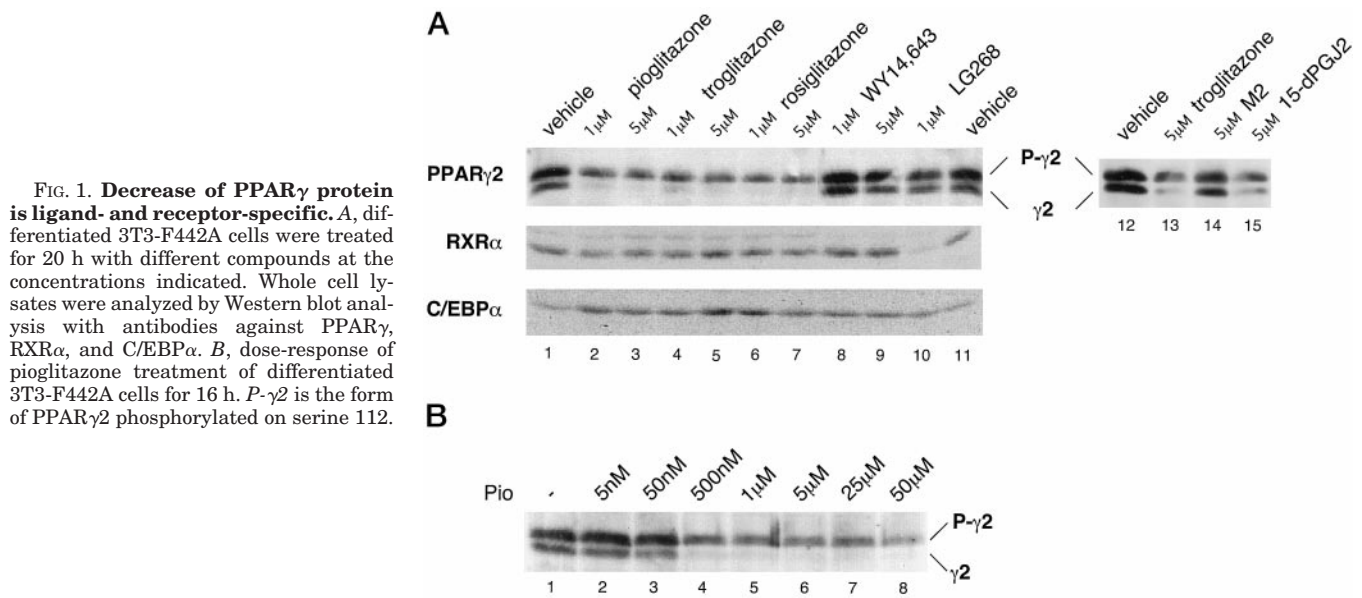 FIG. 1. Decrease of PPARγ protein
is ligand- and receptor-specific. A, dif-
ferentiated 3T3-F442A cells were treated
for 20 h with different compounds at the
concentrations indicated. Whole cell ly-
sates were analyzed by Western blot anal-
ysis with antibodies against PPARγ,
RXRα, and C/EBPα. B, dose-response of
pioglitazone treatment of differentiated
3T3-F442A cells for 16 h. P-γ2 is the form
of PPARγ2 phosphorylated on serine 112.
A
vehicle
1μM pioglitazone
5μM
1μM troglitazone
5μM
1μM rosiglitazone
5μM
1μM WY14,643
5μM
1μM LG268
vehicle
PPARγ2
RXRα
C/EBPα
1 2 3 4 5 6 7 8 9 10 11
P-γ2
γ2
vehicle
5μM troglitazone
5μM M2
5μM 15-dPGJ2
12 13 14 15
B
Pio - 5nM 50nM 500nM 1μM 5μM 25μM 50μM
P-γ2
γ2
1 2 3 4 5 6 7 8